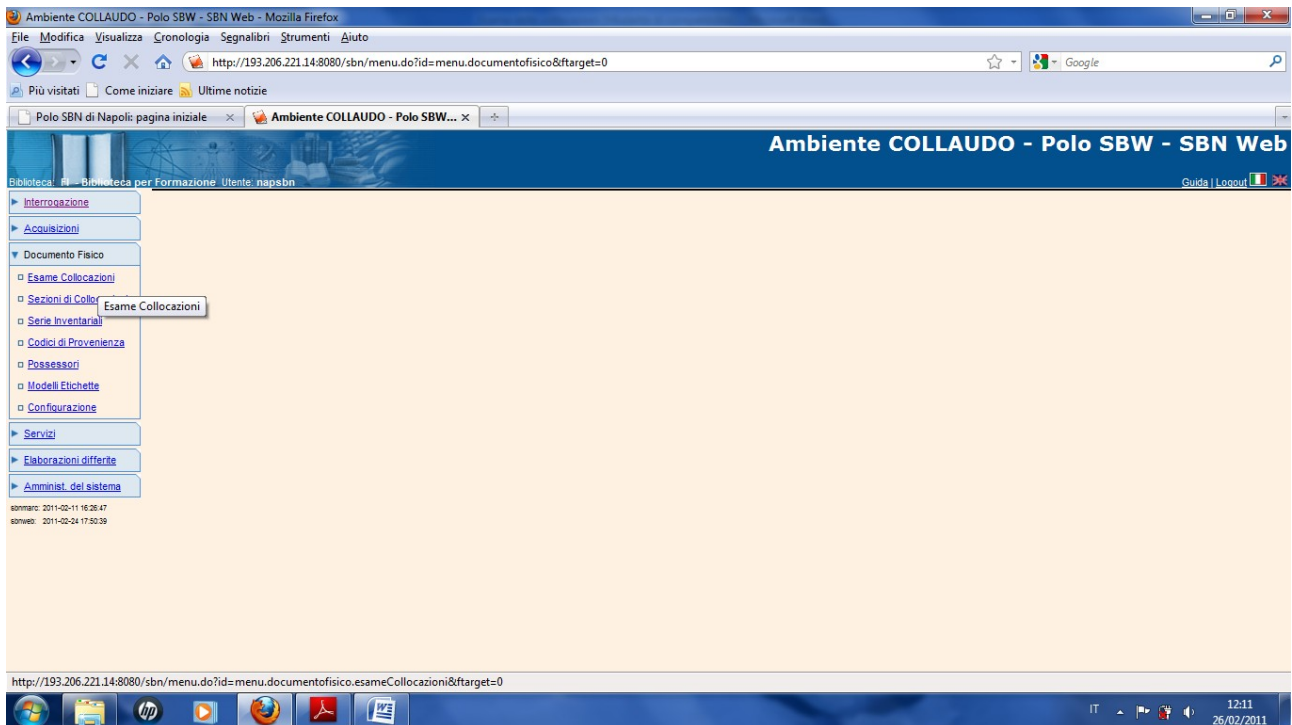 Ambiente COLLAUDO - Polo SBW - SBN Web - Mozilla Firefox
File Modifica Visualizza Cronologia Segnalibri Strumenti Aiuto
http://193.206.221.14:8080/sbn/menu.do?id=menu.documentofisico&ftarget=0
Google
Più visitati Come iniziare Ultime notizie
Polo SBN di Napoli: pagina iniziale
Ambiente COLLAUDO - Polo SBW...
Ambiente COLLAUDO - Polo SBW - SBN Web
Biblioteca: FI - Biblioteca per Formazione Utente: napsbn
Guida | Logout
Interrogazione
Acquisizioni
Documento Fisico
Esame Collocazioni
Sezioni di
Esame Collocazioni
Serie Inventariali
Codici di Provenienza
Possessori
Modelli Etichette
Configurazione
Servizi
Elaborazioni differite
Amminist. del sistema
sbnmarc: 2011-02-11 16:26:47
sbnweb: 2011-02-24 17:50:39
http://193.206.221.14:8080/sbn/menu.do?id=menu.documentofisico.esameCollocazioni&ftarget=0
hp
W
IT
12:11
26/02/2011